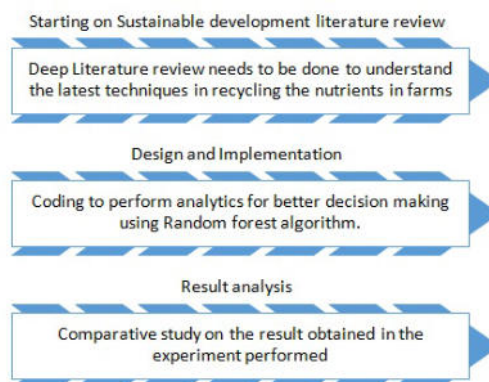 Starting on Sustainable development literature review
Deep Literature review needs to be done to understand
the latest techniques in recycling the nutrients in farms
Design and Implementation
Coding to perform analytics for better decision making
using Random forest algorithm.
Result analysis
Comparative study on the result obtained in the
experiment performed